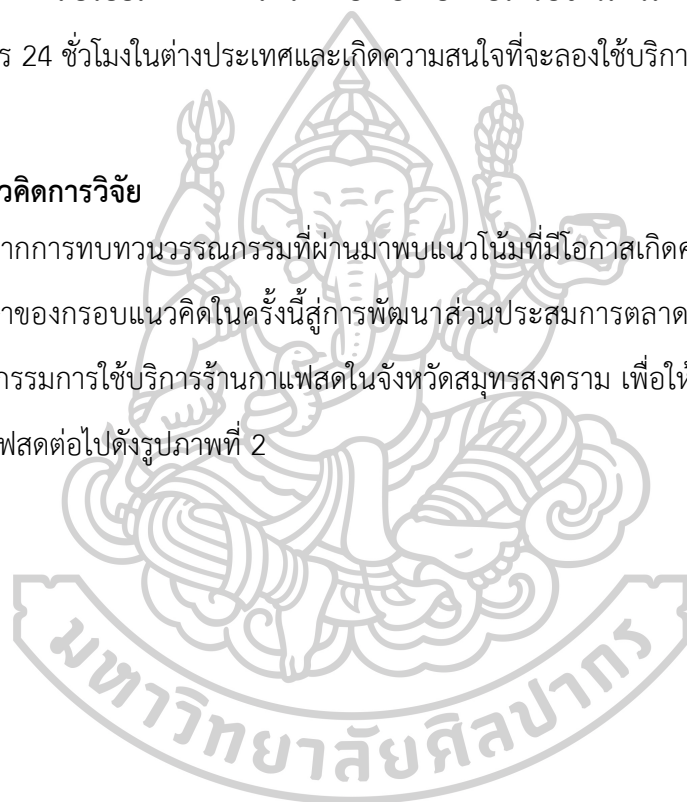 ร 24 ชั่วโมงในต่างประเทศและเกิดความสนใจที่จะลองใช้บริกา
วคิดการวิจัย
ากการทบทวนวรรณกรรมที่ผ่านมาพบแนวโน้มที่มีโอกาสเกิดค
าของกรอบแนวคิดในครั้งนี้สู่การพัฒนาส่วนประสมการตลาด
กรรมการใช้บริการร้านกาแฟสดในจังหวัดสมุทรสงคราม เพื่อให้
ฟสดต่อไปดังรูปภาพที่ 2
มหาวิทยาลัยศิลปากร